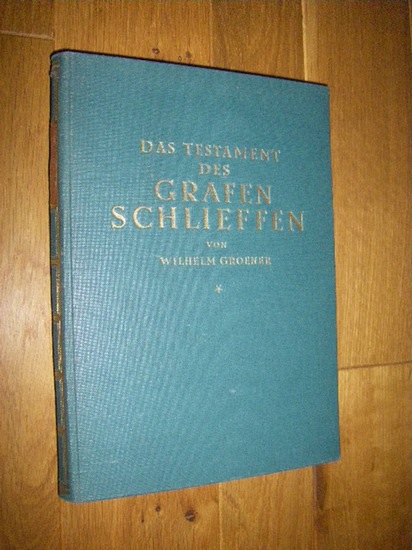 DAS TESTAMENT
DES
GRAFEN
SCHLIEFFEN
VON
WILHELM GROENER
*